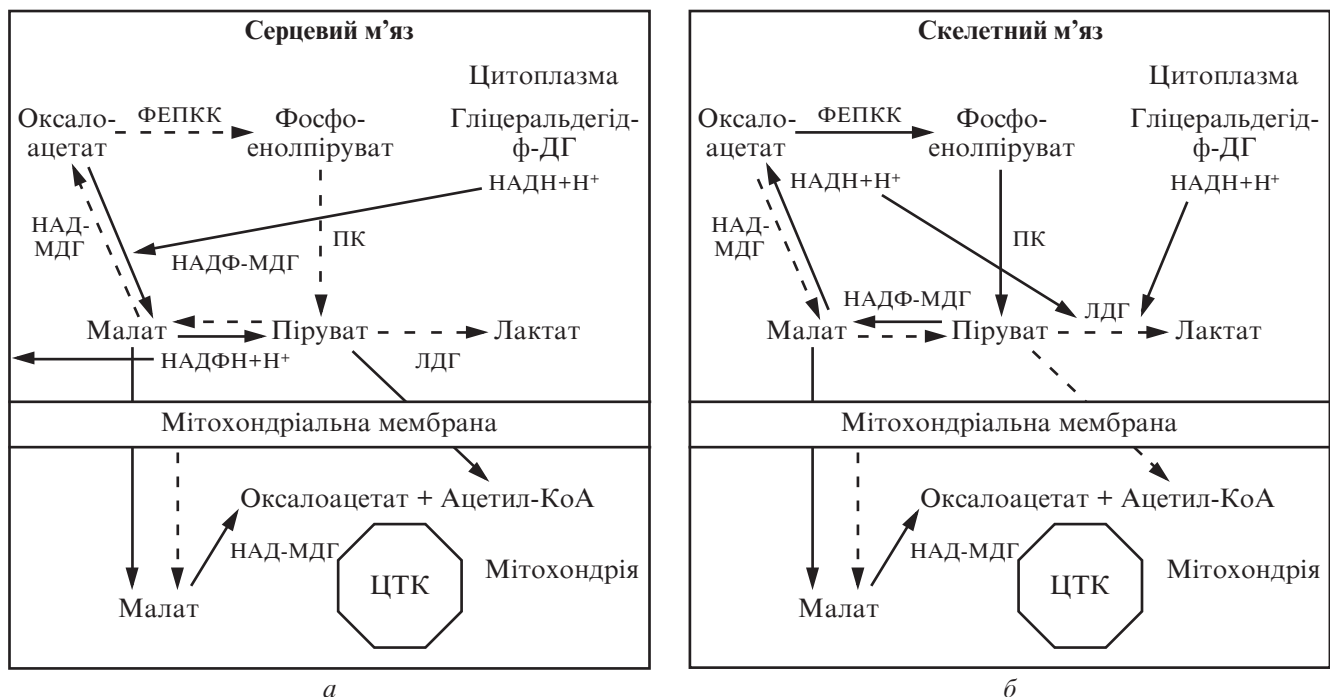 Серцевий м’яз
Цитоплазма
Оксало-
ацетат
ФЕПКК
Фосфо-
енолпіруват
Гліцеральдегід-
ф-ДГ
НАДН+Н⁺
НАД-
МДГ
НАДФ-МДГ
ПК
Малат
Піруват
Лактат
НАДФН+Н⁺
ЛДГ
Мітохондріальна мембрана
Оксалоацетат + Ацетил-КоА
НАД-МДГ
ЦТК
Мітохондрія
Малат
а
Скелетний м’яз
Цитоплазма
Оксало-
ацетат
ФЕПКК
Фосфо-
енолпіруват
Гліцеральдегід-
ф-ДГ
НАДН+Н⁺
НАДН+Н⁺
НАД-
МДГ
ПК
НАДФ-МДГ
ЛДГ
Малат
Піруват
Лактат
Мітохондріальна мембрана
Оксалоацетат + Ацетил-КоА
НАД-МДГ
ЦТК
Мітохондрія
Малат
б